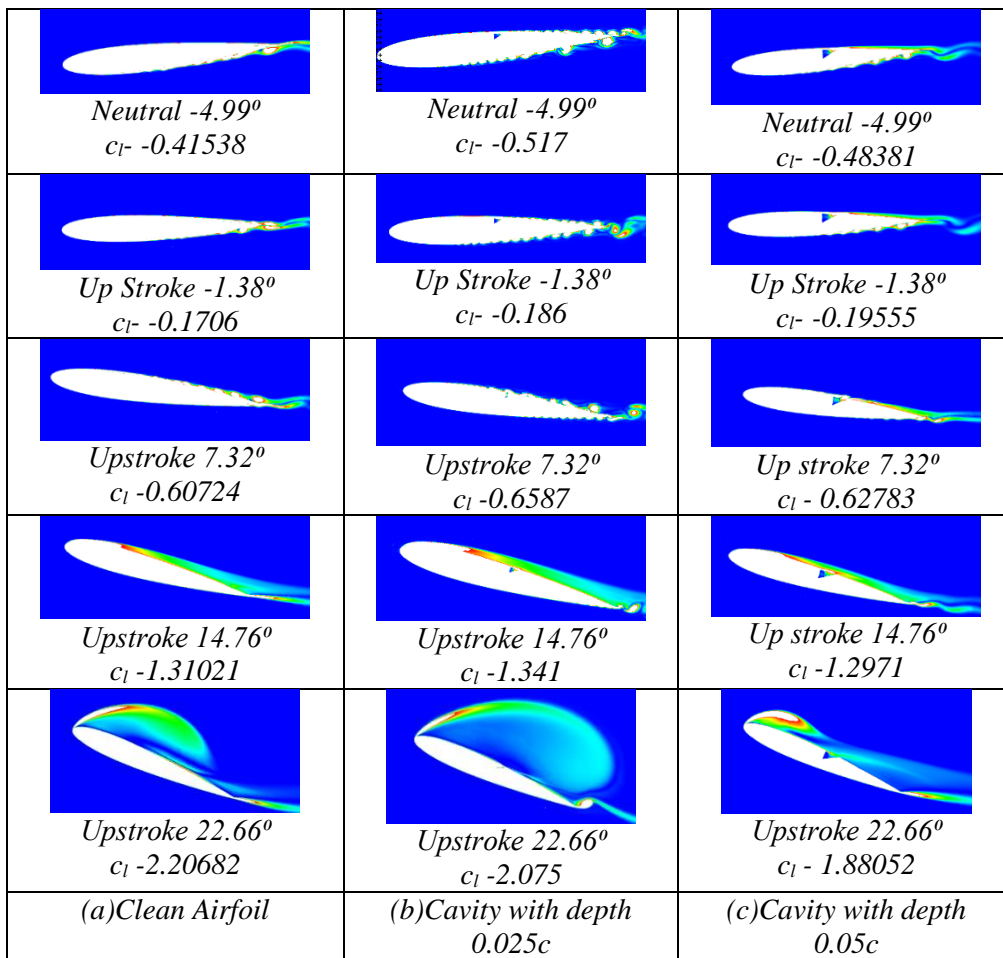 Neutral -4.99⁰
cₗ- -0.41538
Neutral -4.99⁰
cₗ- -0.517
Neutral -4.99⁰
cₗ- -0.48381
Up Stroke -1.38⁰
cₗ- -0.1706
Up Stroke -1.38⁰
cₗ- -0.186
Up Stroke -1.38⁰
cₗ- -0.19555
Upstroke 7.32⁰
cₗ -0.60724
Upstroke 7.32⁰
cₗ -0.6587
Up stroke 7.32⁰
cₗ - 0.62783
Upstroke 14.76⁰
cₗ -1.31021
Upstroke 14.76⁰
cₗ -1.341
Up stroke 14.76⁰
cₗ -1.2971
Upstroke 22.66⁰
cₗ -2.20682
Upstroke 22.66⁰
cₗ -2.075
Upstroke 22.66⁰
cₗ - 1.88052
(a)Clean Airfoil
(b)Cavity with depth
0.025c
(c)Cavity with depth
0.05c